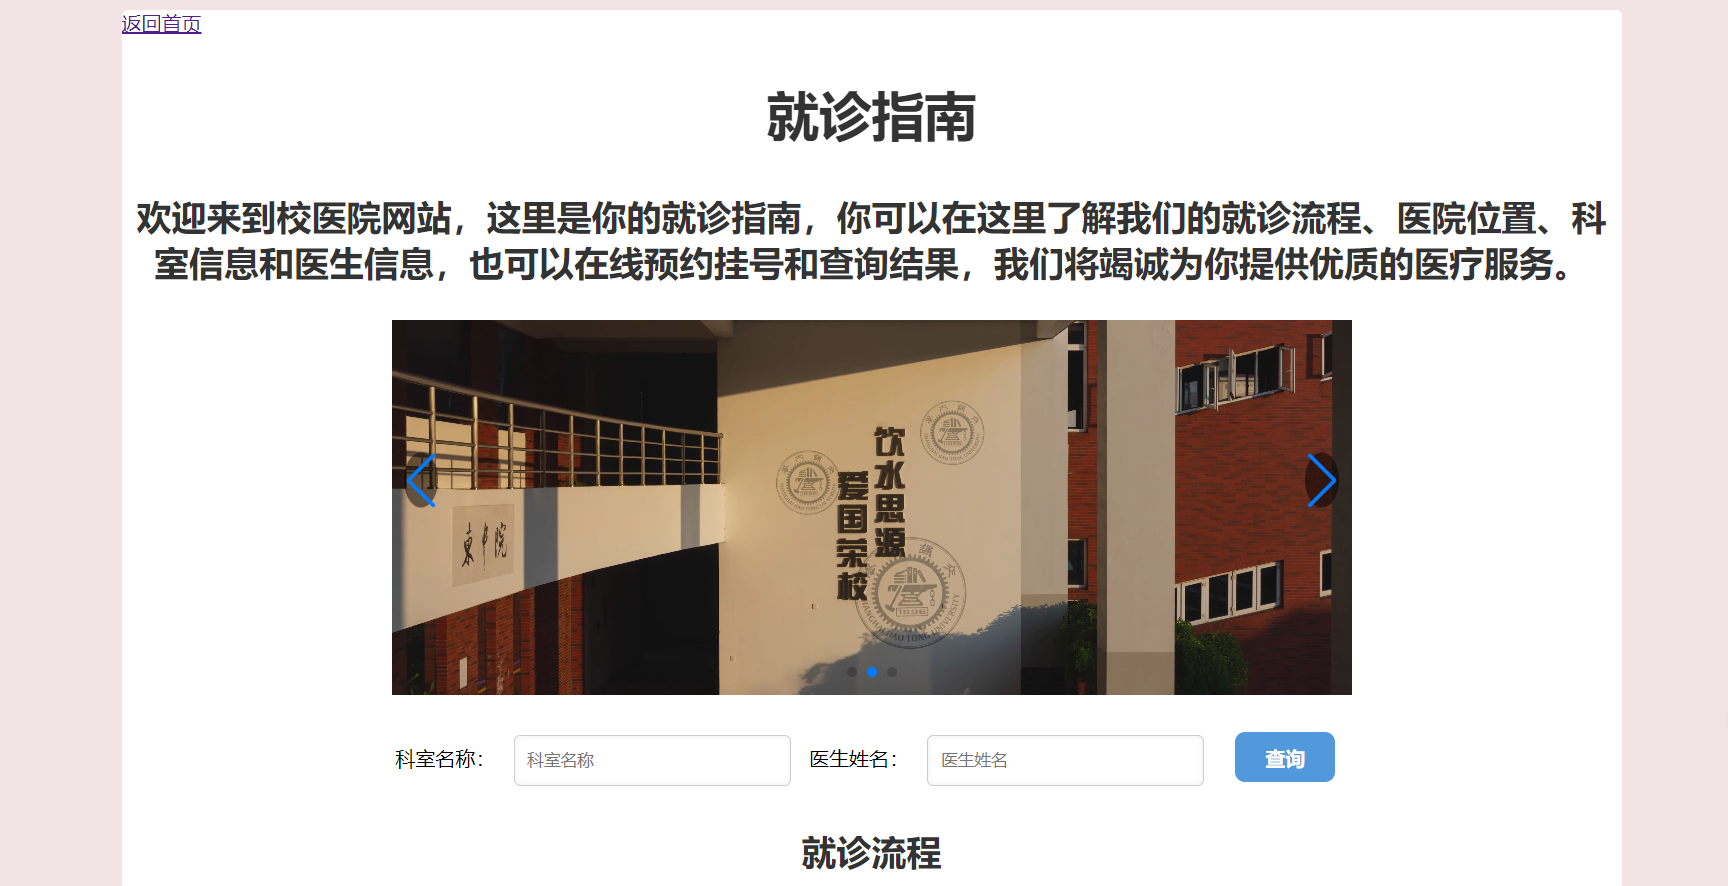 返回首页
就诊指南
欢迎来到校医院网站，这里是你的就诊指南，你可以在这里了解我们的就诊流程、医院位置、科
室信息和医生信息，也可以在线预约挂号和查询结果，我们将竭诚为你提供优质的医疗服务。
饮水思源
爱国荣校
東中院
1896
SHANGHAI JIAO TONG UNIVERSITY
科室名称：
科室名称
医生姓名：
医生姓名
查询
就诊流程